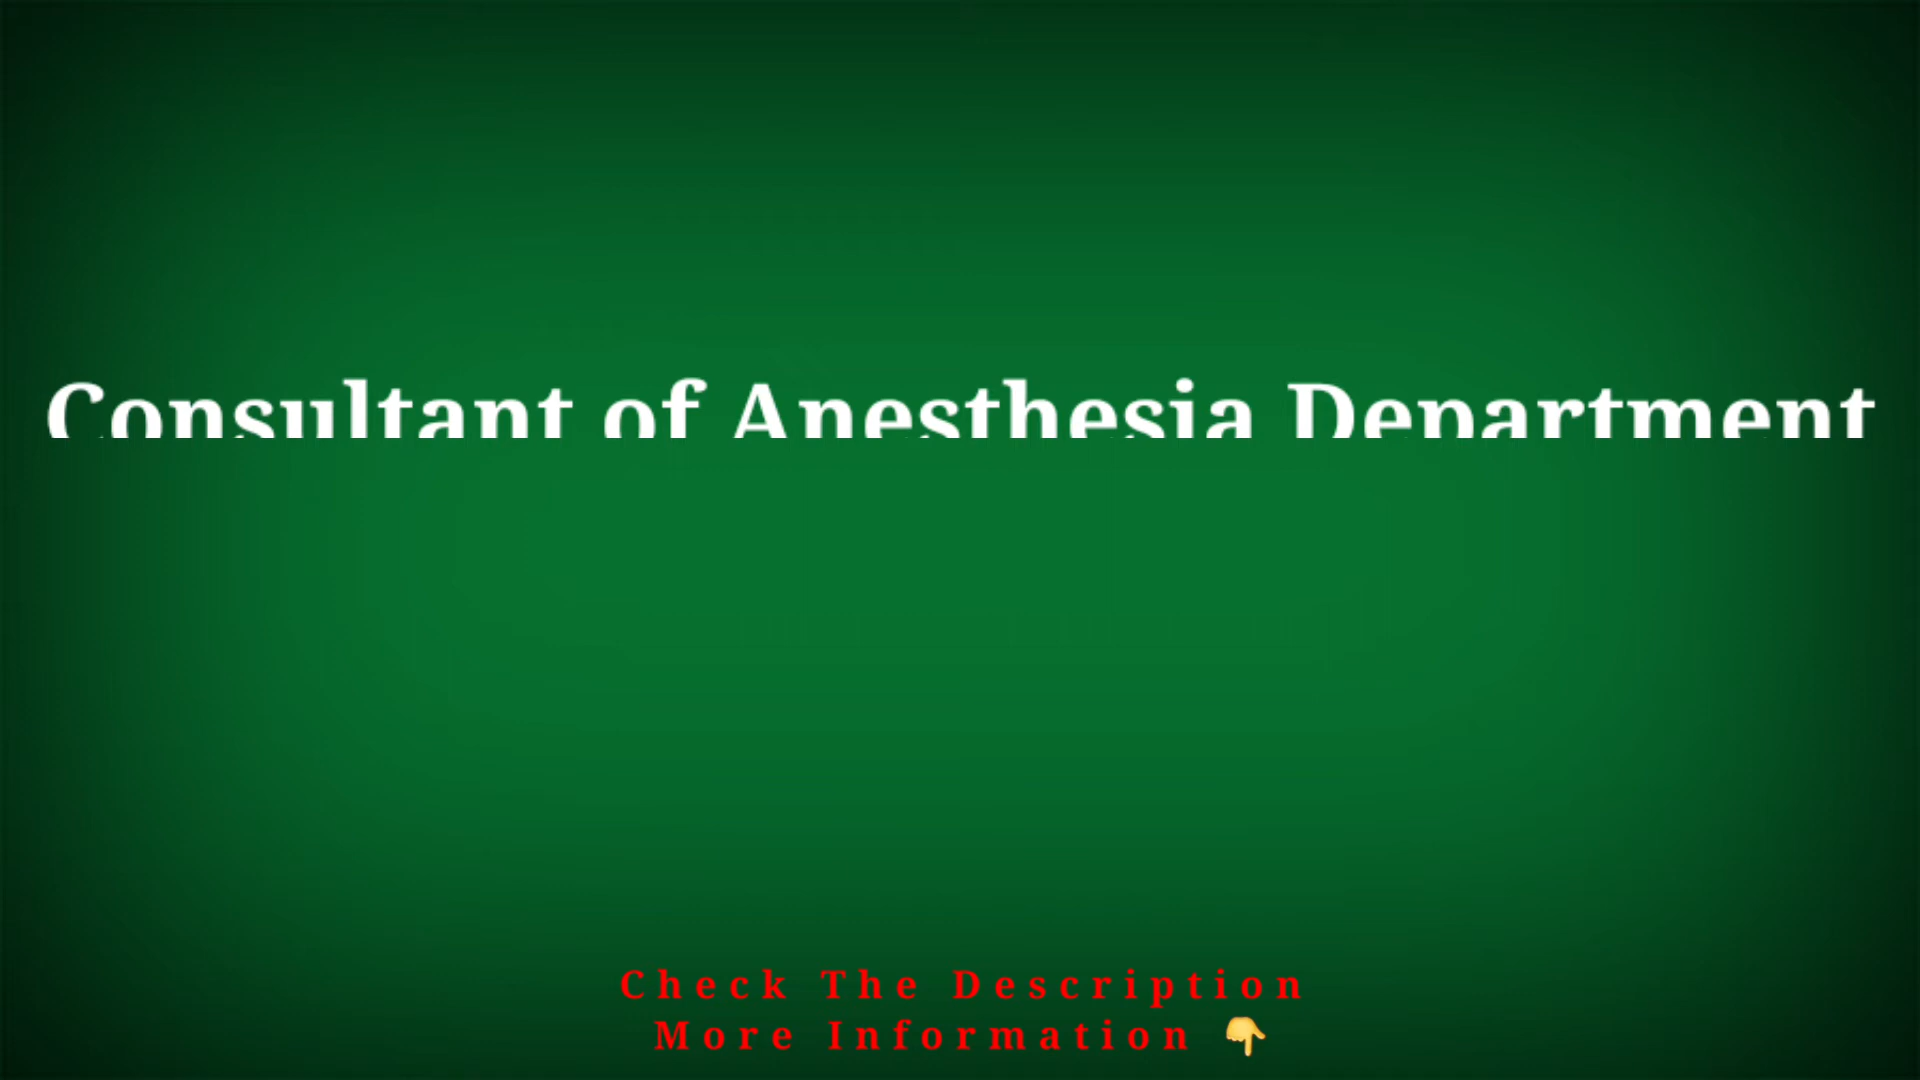 Consultant of Anesthesia Department
Check The Description
More Information 👇